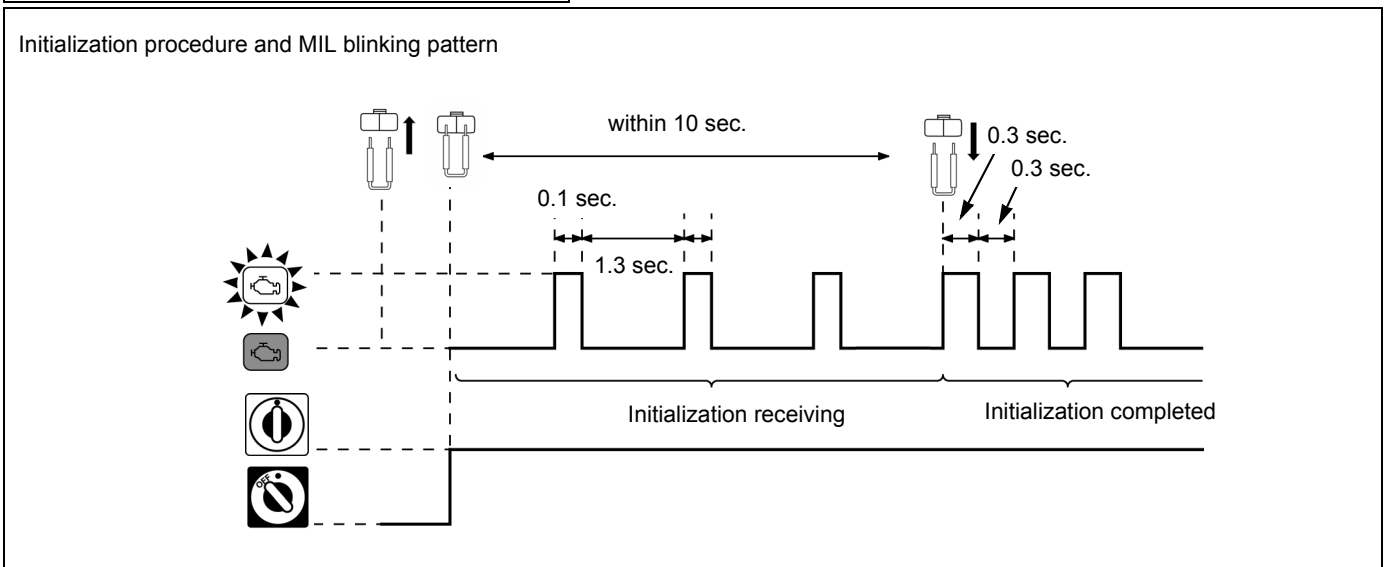 Initialization procedure and MIL blinking pattern
within 10 sec.
0.3 sec.
0.3 sec.
0.1 sec.
1.3 sec.
Initialization receiving
Initialization completed
OFF